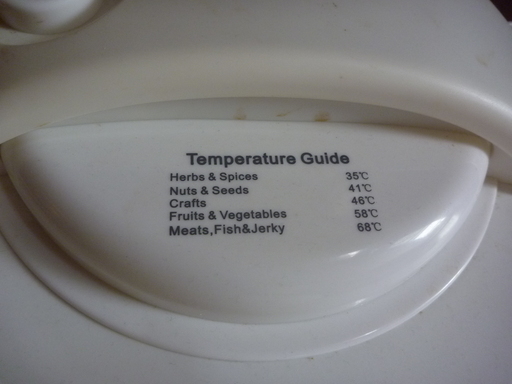 Temperature Guide
Herbs & Spices 35℃
Nuts & Seeds 41℃
Crafts 46℃
Fruits & Vegetables 58℃
Meats,Fish&Jerky 68℃